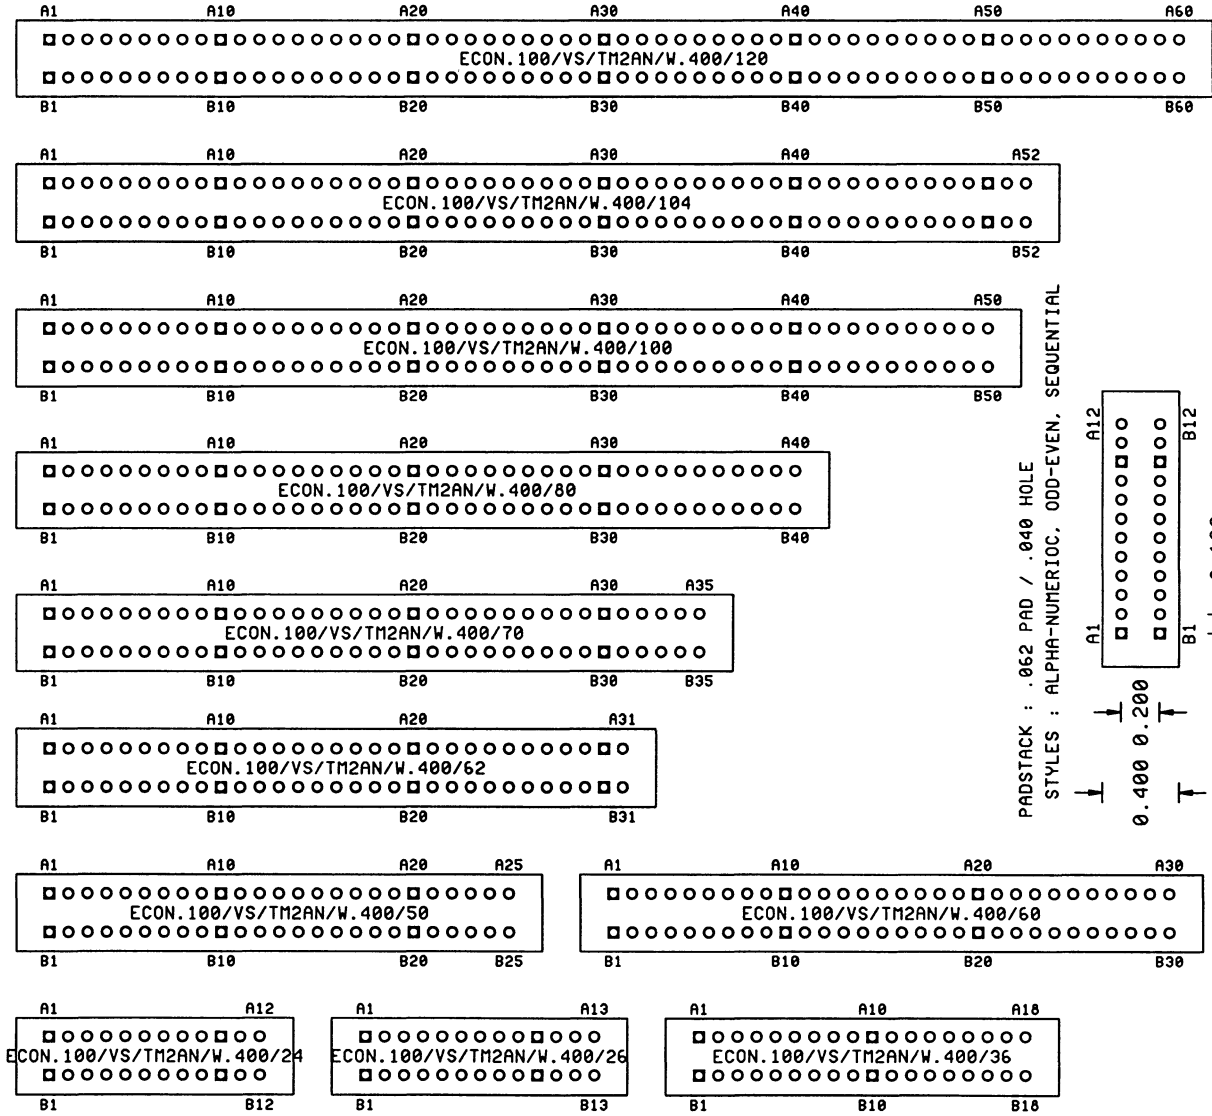 A1 A10 A20 A30 A40 A50 A60
ECON.100/VS/TM2AN/W.400/120
B1 B10 B20 B30 B40 B50 B60
A1 A10 A20 A30 A40 A52
ECON.100/VS/TM2AN/W.400/104
B1 B10 B20 B30 B40 B52
A1 A10 A20 A30 A40 A50
ECON.100/VS/TM2AN/W.400/100
B1 B10 B20 B30 B40 B50
A1 A10 A20 A30 A40
ECON.100/VS/TM2AN/W.400/80
B1 B10 B20 B30 B40
A1 A10 A20 A30 A35
ECON.100/VS/TM2AN/W.400/70
B1 B10 B20 B30 B35
A1 A10 A20 A31
ECON.100/VS/TM2AN/W.400/62
B1 B10 B20 B31
PADSTACK : .062 PAD / .040 HOLE
STYLES : ALPHA-NUMERIOC, ODD-EVEN, SEQUENTIAL
A1 A12
B1 B12
0.200
0.400
A1 A10 A20 A25
ECON.100/VS/TM2AN/W.400/50
B1 B10 B20 B25
A1 A10 A20 A30
ECON.100/VS/TM2AN/W.400/60
B1 B10 B20 B30
A1 A12
ECON.100/VS/TM2AN/W.400/24
B1 B12
A1 A13
ECON.100/VS/TM2AN/W.400/26
B1 B13
A1 A10 A18
ECON.100/VS/TM2AN/W.400/36
B1 B10 B18